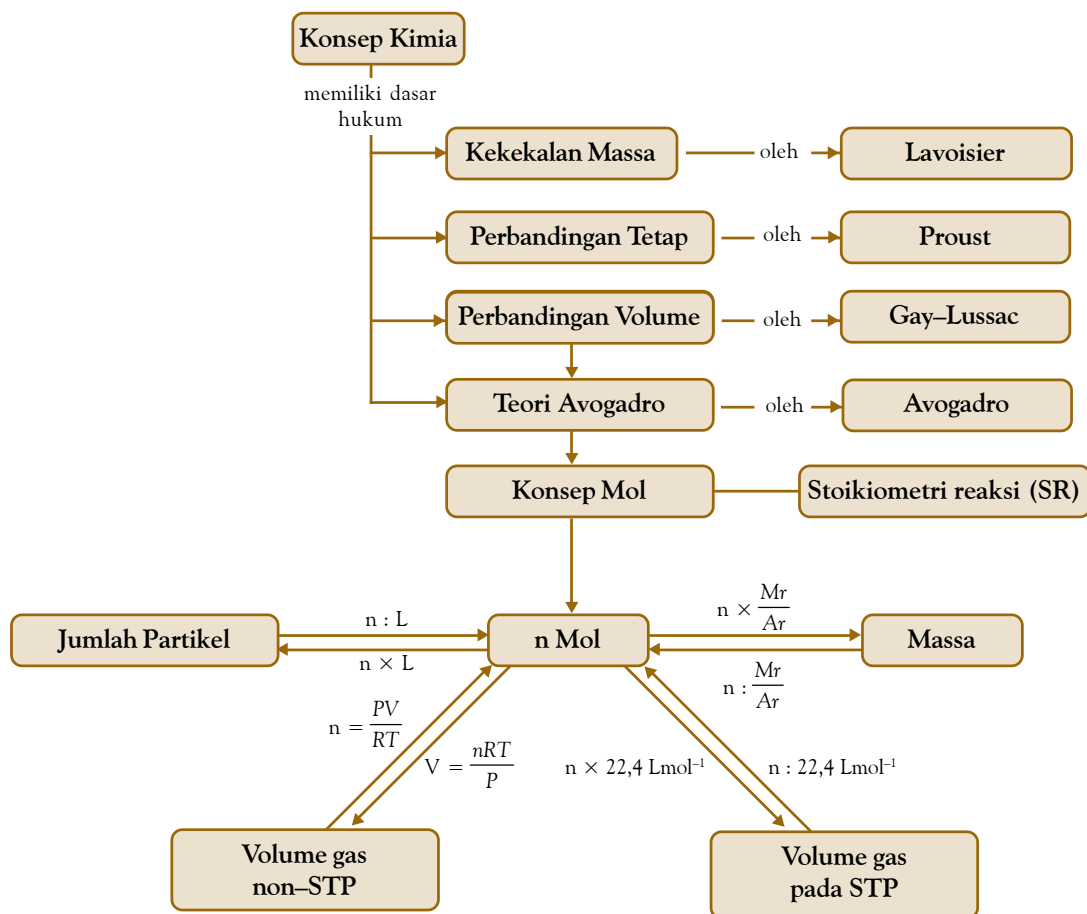 Konsep Kimia
memiliki dasar
hukum
Kekekalan Massa
oleh
Lavoisier
Perbandingan Tetap
oleh
Proust
Perbandingan Volume
oleh
Gay–Lussac
Teori Avogadro
oleh
Avogadro
Konsep Mol
Stoikiometri reaksi (SR)
Jumlah Partikel
n : L
n × L
n Mol
n × Mr/Ar
n : Mr/Ar
Massa
n = PV/RT
V = nRT/P
n × 22,4 Lmol⁻¹
n : 22,4 Lmol⁻¹
Volume gas
non–STP
Volume gas
pada STP